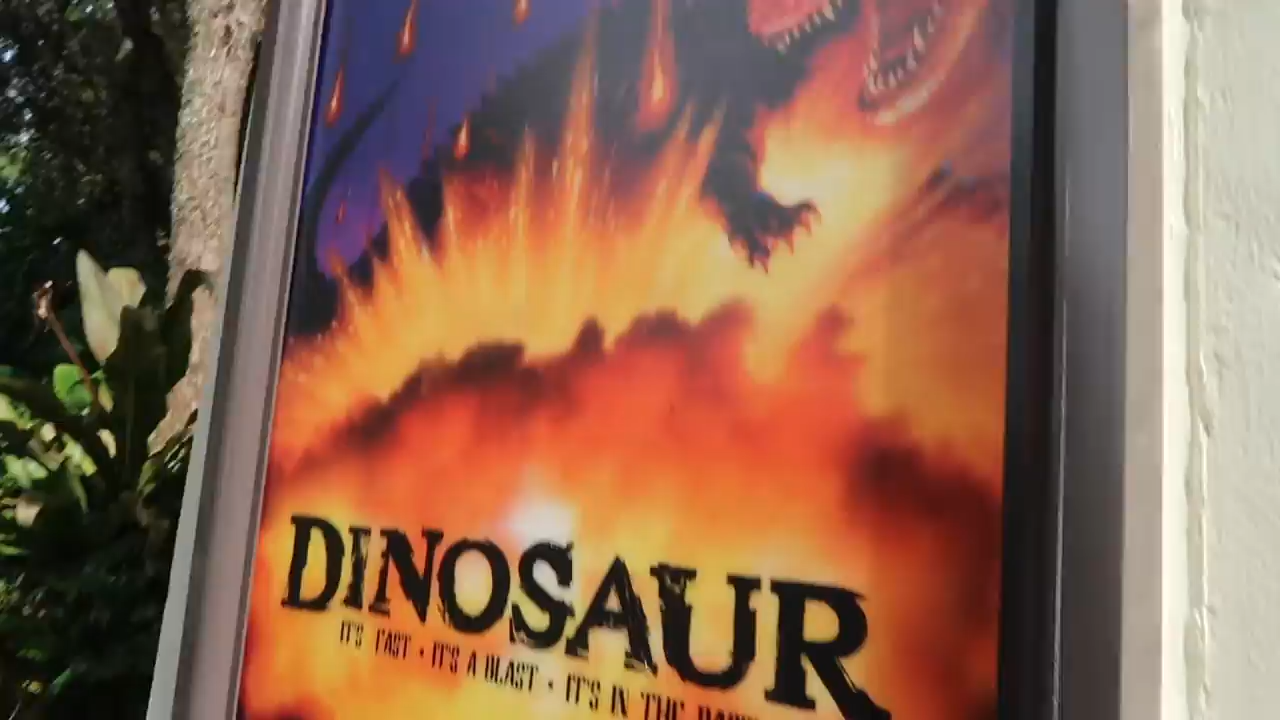 DINOSAUR
IT'S FAST • IT'S A BLAST • IT'S IN THE